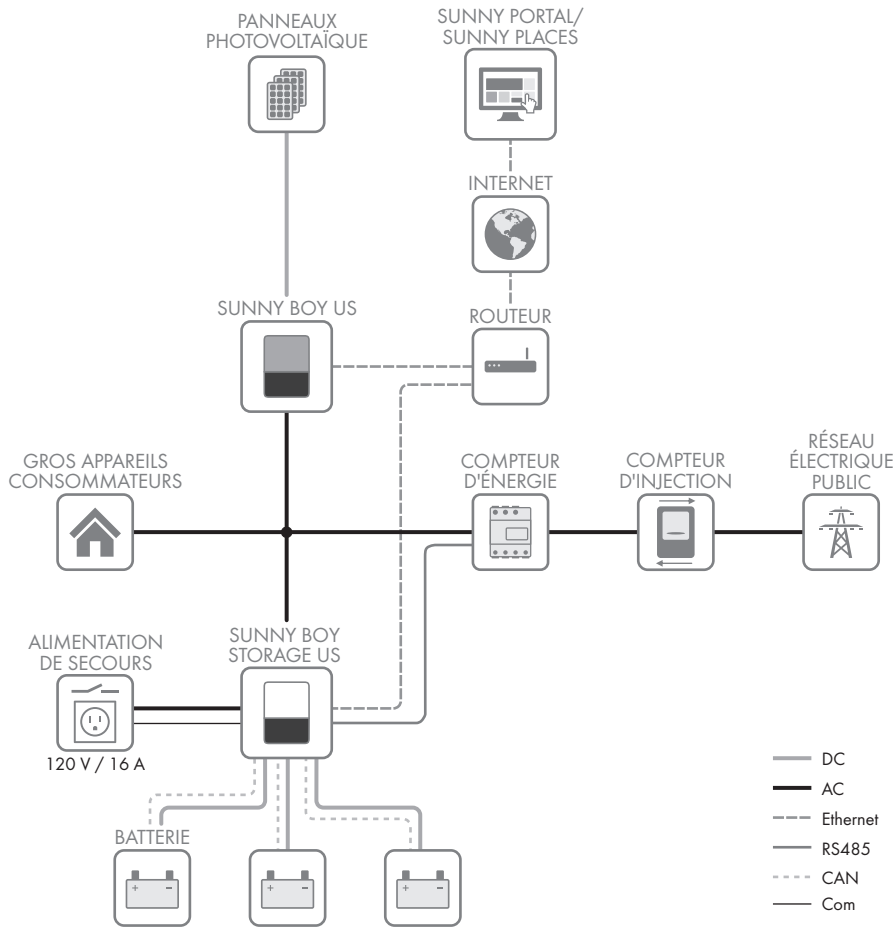 PANNEAUX
PHOTOVOLTAÏQUE
SUNNY PORTAL/
SUNNY PLACES
INTERNET
SUNNY BOY US
ROUTEUR
GROS APPAREILS
CONSOMMATEURS
COMPTEUR
D'ÉNERGIE
COMPTEUR
D'INJECTION
RÉSEAU
ÉLECTRIQUE
PUBLIC
ALIMENTATION
DE SECOURS
SUNNY BOY
STORAGE US
120 V / 16 A
BATTERIE
+ −
+ −
+ −
DC
AC
Ethernet
RS485
CAN
Com